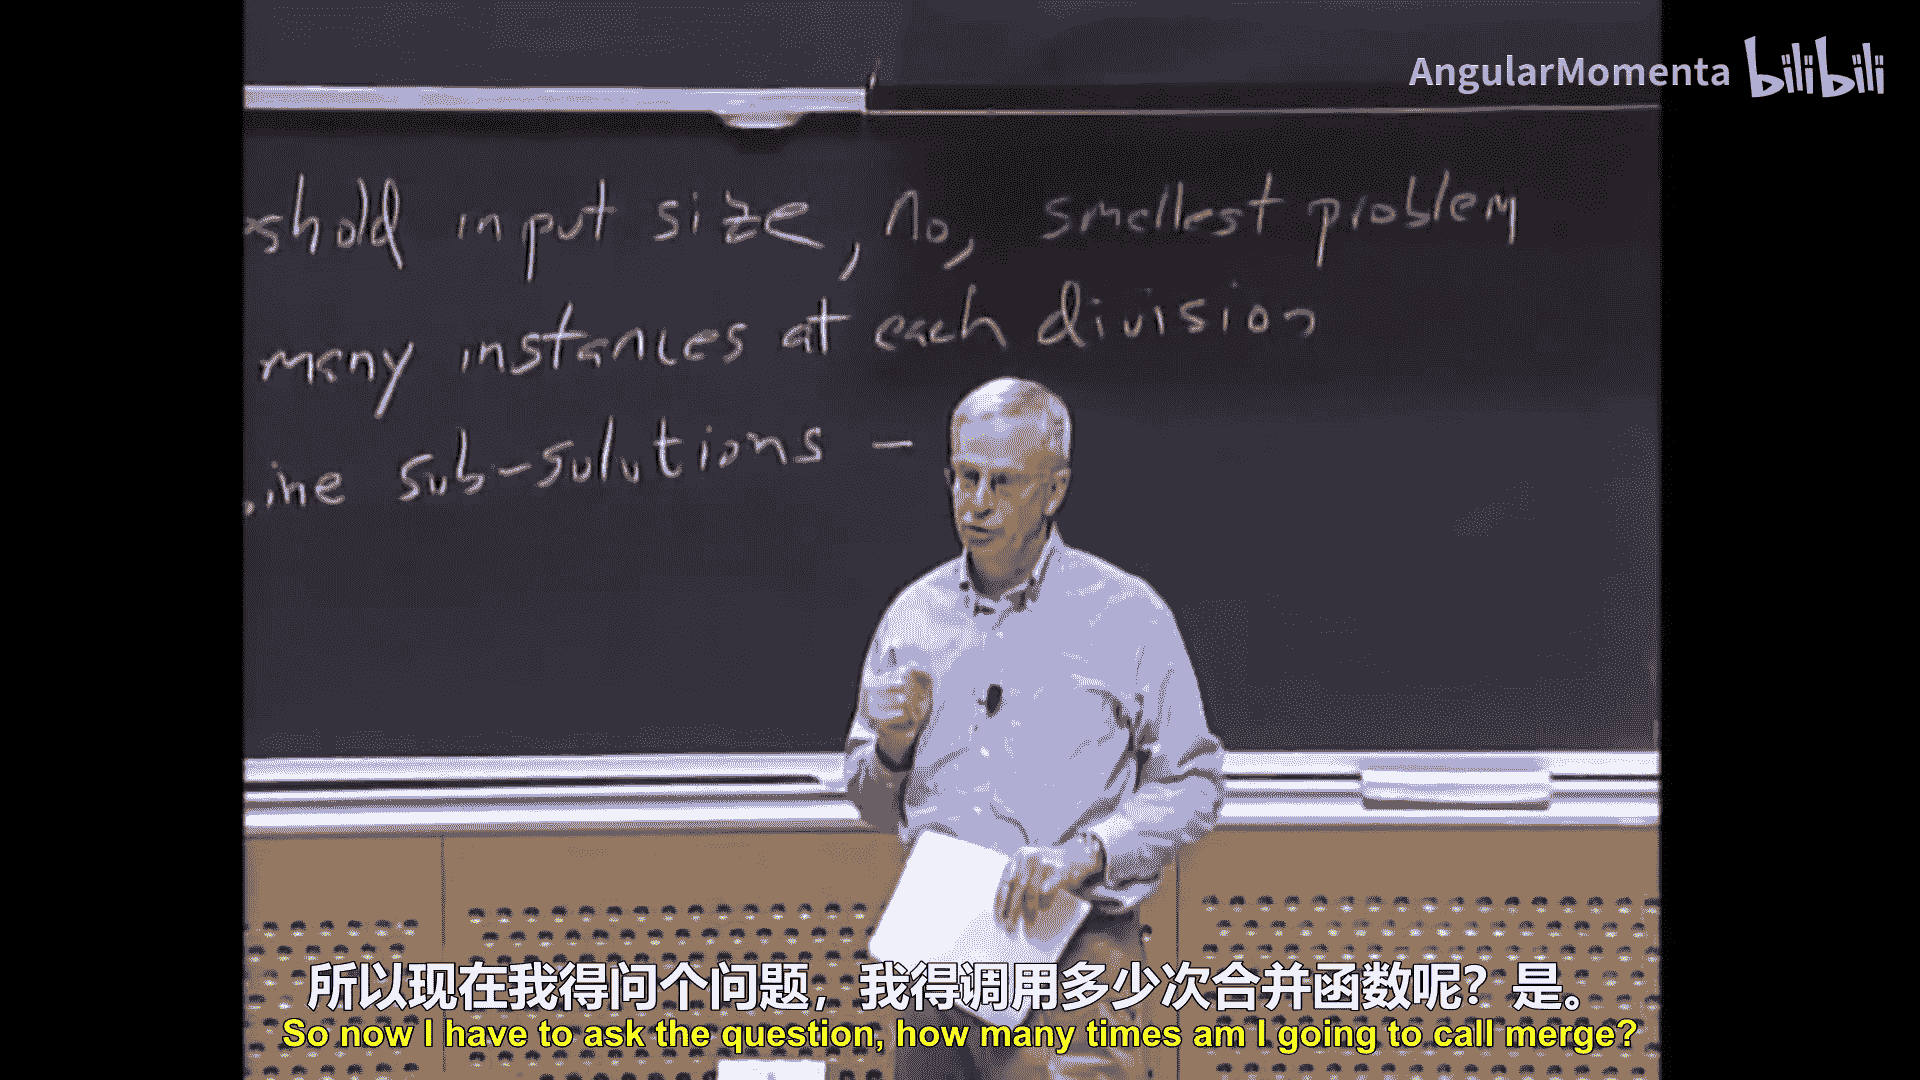 AngularMomenta bilibili
shold input size, no, smallest problem
many instances at each division
ine sub-solutions -
所以现在我得问个问题，我得调用多少次合并函数呢？是。
So now I have to ask the question, how many times am I going to call merge?